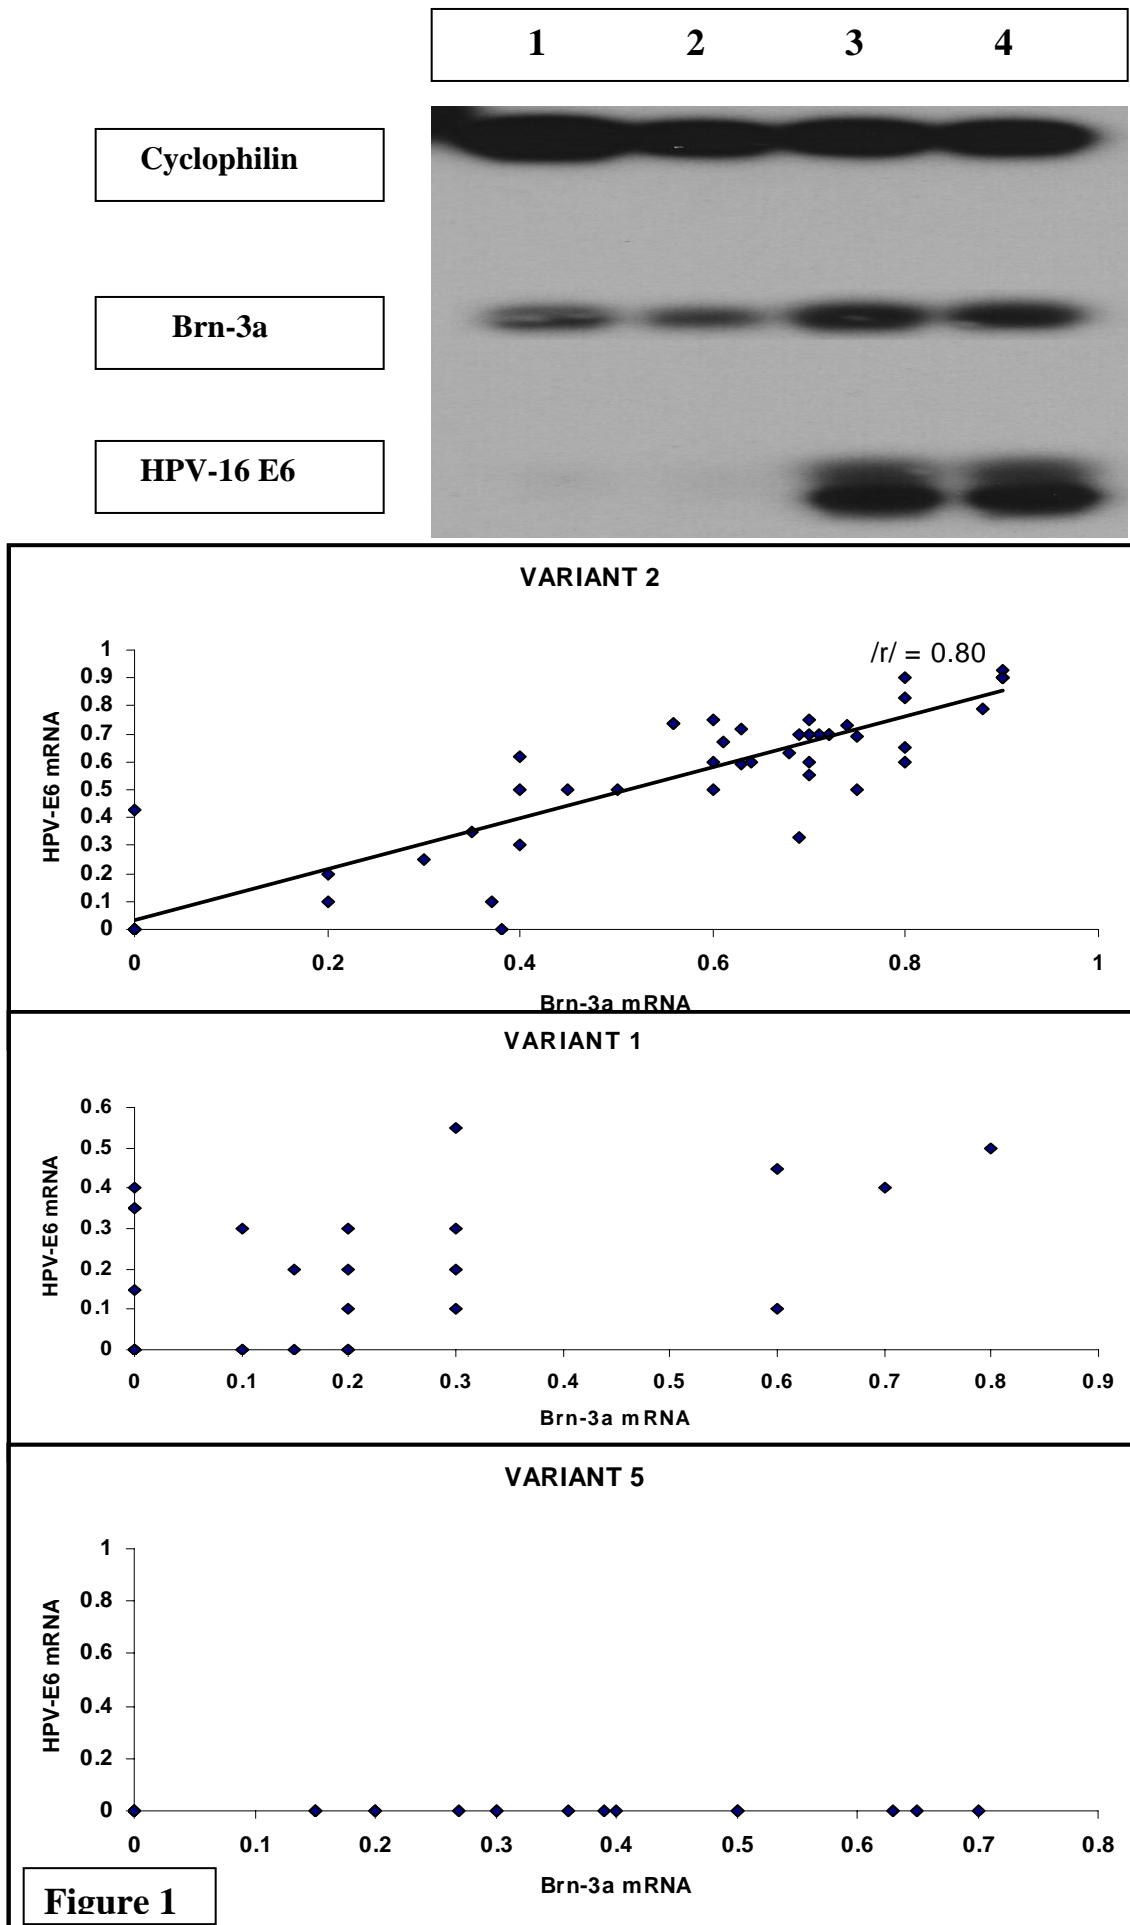 1 2 3 4
Cyclophilin
Brn-3a
HPV-16 E6
VARIANT 2
/r/ = 0.80
HPV-E6 mRNA
1
0.9
0.8
0.7
0.6
0.5
0.4
0.3
0.2
0.1
0
0 0.2 0.4 0.6 0.8 1
Brn-3a mRNA
VARIANT 1
HPV-E6 mRNA
0.6
0.5
0.4
0.3
0.2
0.1
0
0 0.1 0.2 0.3 0.4 0.5 0.6 0.7 0.8 0.9
Brn-3a mRNA
VARIANT 5
HPV-E6 mRNA
1
0.8
0.6
0.4
0.2
0
0 0.1 0.2 0.3 0.4 0.5 0.6 0.7 0.8
Brn-3a mRNA
Figure 1